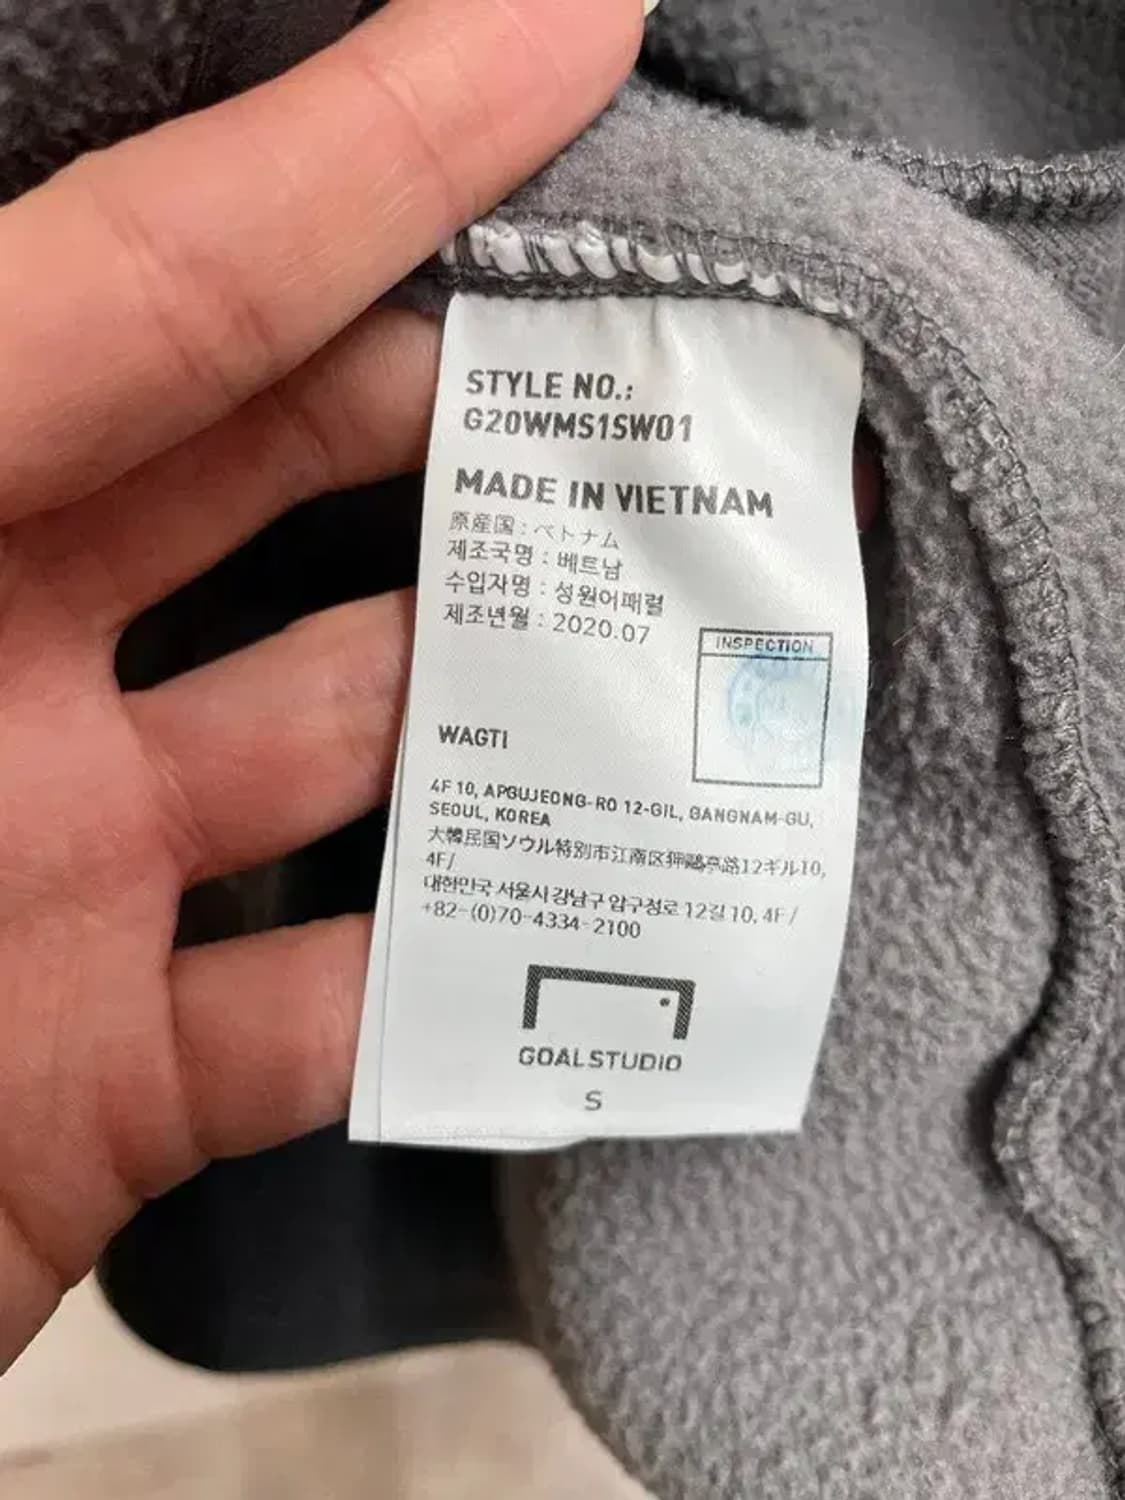 STYLE NO.:
G20WMS1SW01
MADE IN VIETNAM
原産国 : ベトナム
제조국명 : 베트남
수입자명 : 성원어패럴
제조년월 : 2020.07
INSPECTION
WAGTI
4F 10, APGUJEONG-RO 12-GIL, GANGNAM-GU,
SEOUL, KOREA
大韓民国ソウル特別市江南区狎鷗亭路12ギル10,
4F/
대한민국 서울시 강남구 압구정로 12길 10, 4F /
+82-(0)70-4334-2100
GOALSTUDIO
S